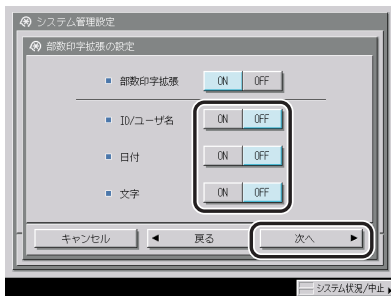 システム管理設定
部数印字拡張の設定
部数印字拡張 ON OFF
ID/ユーザ名 ON OFF
日付 ON OFF
文字 ON OFF
キャンセル 戻る 次へ
システム状況/中止